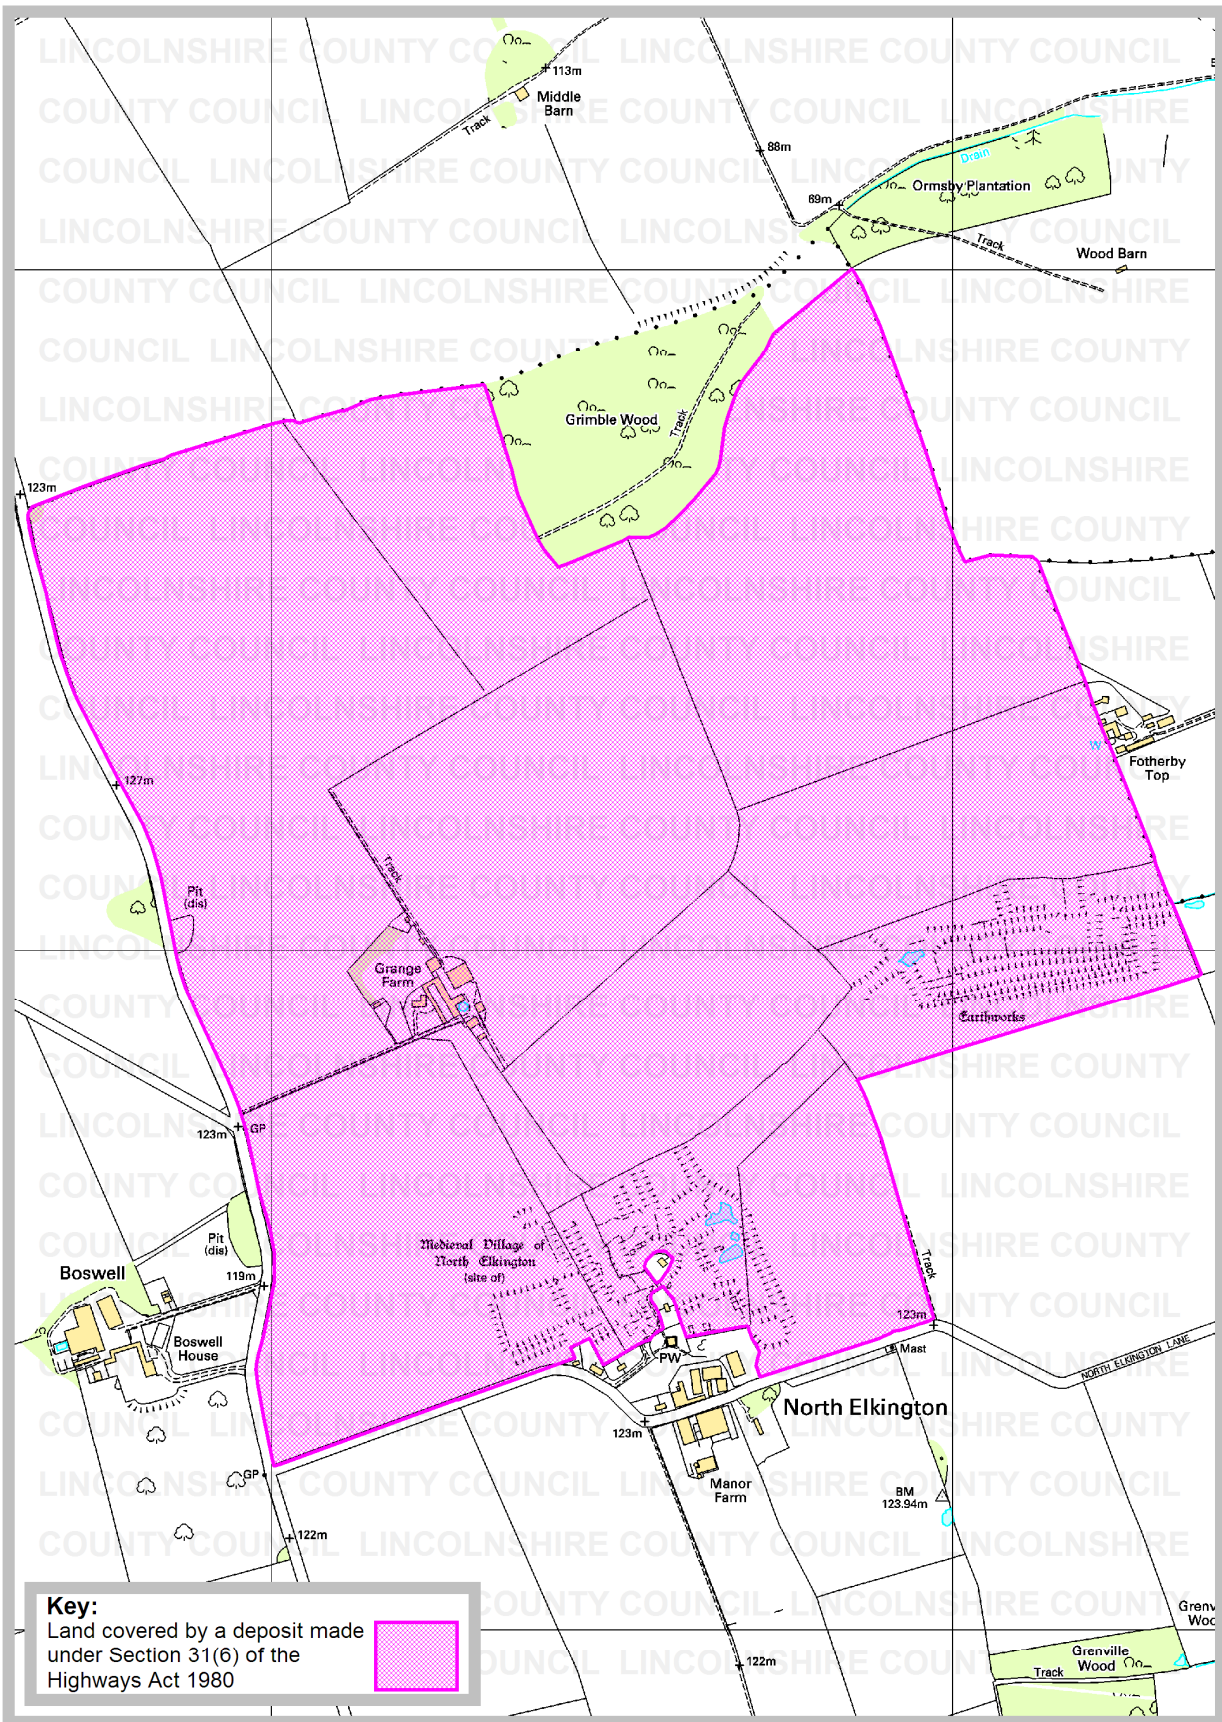 LINCOLNSHIRE COUNTY COUNCIL LINCOLNSHIRE COUNTY COUNCIL
113m
Middle
Barn
Track
88m
Drain
Ormsby Plantation
89m
Track
Wood Barn
Grimble Wood
Track
123m
127m
Fotherby
Top
W
Track
Pit
(dis)
Grange
Farm
Earthworks
GP
123m
Pit
(dis)
Medieval Village of
North Elkington
(site of)
Track
Boswell
119m
123m
Boswell
House
PW
Mast
NORTH ELKINGTON LANE
North Elkington
123m
GP
Manor
Farm
BM
123.94m
122m
Key:
Land covered by a deposit made
under Section 31(6) of the
Highways Act 1980
Grenville
Wood
Track
122m